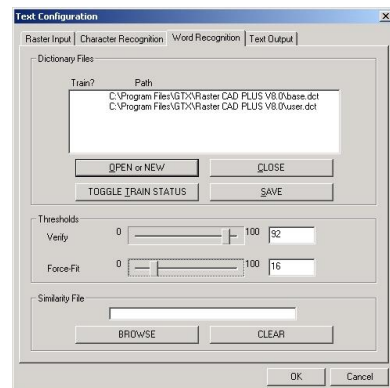 Text Configuration
Raster Input Character Recognition Word Recognition Text Output
Dictionary Files
Train? Path
C:\Program Files\GTX\Raster CAD PLUS V8.0\base.dct
C:\Program Files\GTX\Raster CAD PLUS V8.0\user.dct
OPEN or NEW CLOSE
TOGGLE TRAIN STATUS SAVE
Thresholds
Verify 0 100 92
Force-Fit 0 100 16
Similarity File
BROWSE CLEAR
OK Cancel